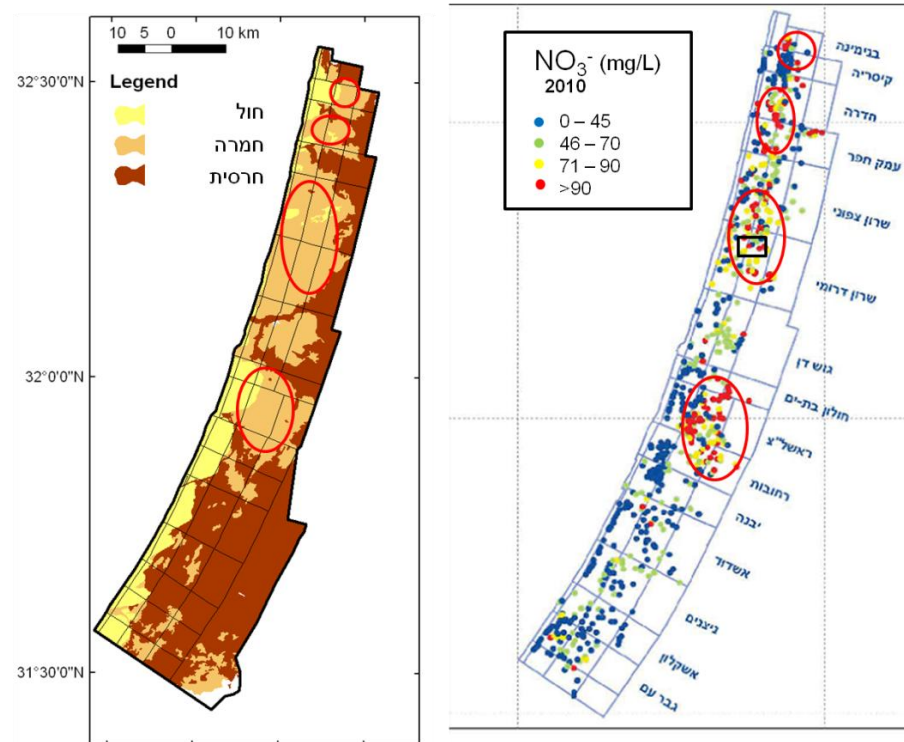 10 5 0 10 km
32°30'0"N
Legend
חול
חמרה
חרסית
32°0'0"N
31°30'0"N
NO₃⁻ (mg/L)
2010
0 – 45
46 – 70
71 – 90
>90
בנימינה
קיסריה
חדרה
עמק חפר
שרון צפוני
שרון דרומי
גוש דן
חולון בת-ים
ראשל"צ
רחובות
יבנה
אשדוד
ניצנים
אשקלון
גבר עם